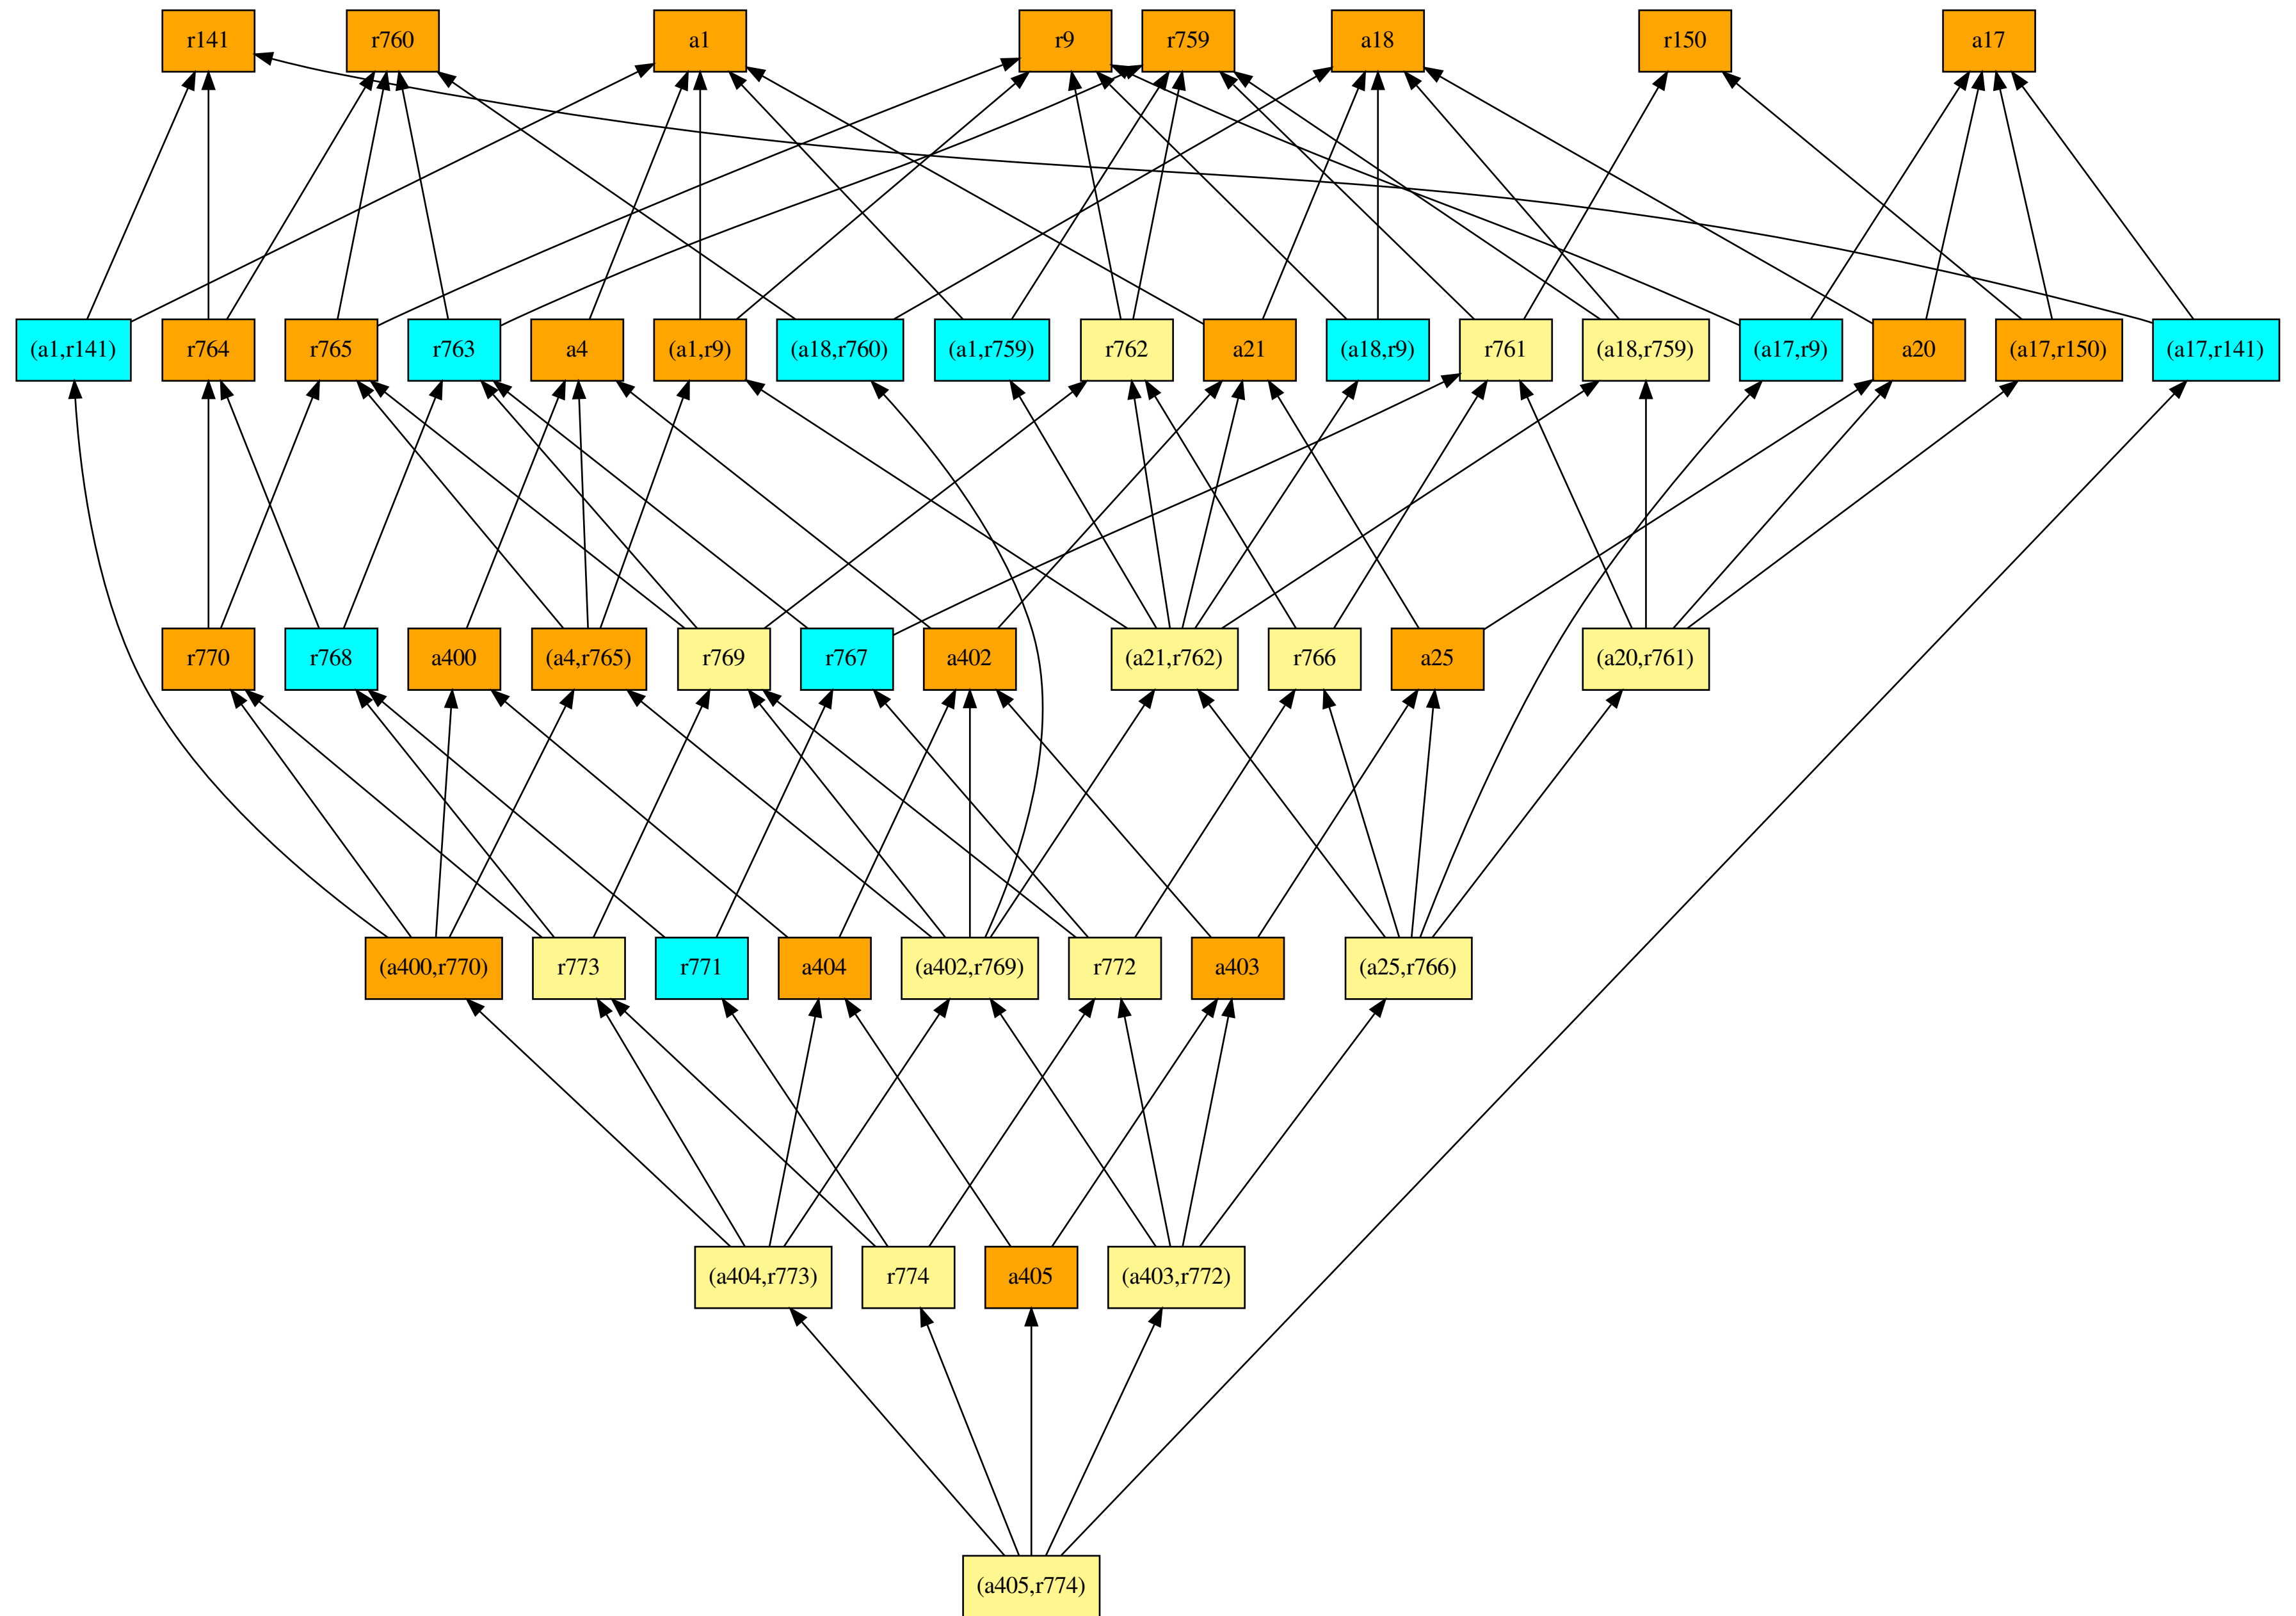 r141
r760
a1
r9
r759
a18
r150
a17
(a1,r141)
r764
r765
r763
a4
(a1,r9)
(a18,r760)
(a1,r759)
r762
a21
(a18,r9)
r761
(a18,r759)
(a17,r9)
a20
(a17,r150)
(a17,r141)
r770
r768
a400
(a4,r765)
r769
r767
a402
(a21,r762)
r766
a25
(a20,r761)
(a400,r770)
r773
r771
a404
(a402,r769)
r772
a403
(a25,r766)
(a404,r773)
r774
a405
(a403,r772)
(a405,r774)